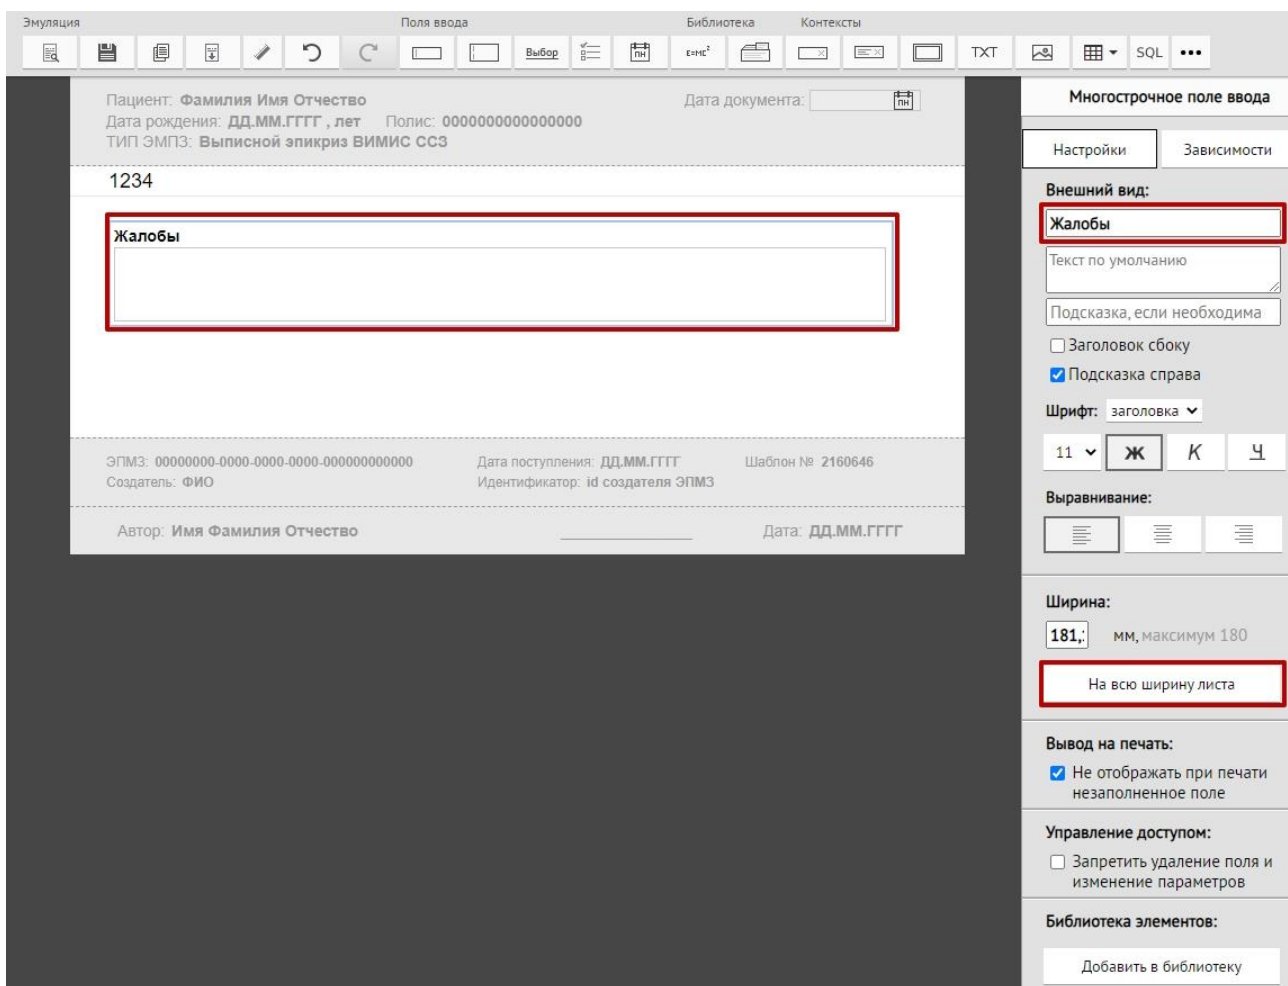 Эмуляция Поля ввода Библиотека Контексты
Выбор ПН E=MC² TXT SQL •••
Пациент: Фамилия Имя Отчество Дата документа: ПН
Дата рождения: ДД.ММ.ГГГГ , лет Полис: 0000000000000000
ТИП ЭМПЗ: Выписной эпикриз ВИМИС ССЗ
1234
Жалобы
ЭПМЗ: 00000000-0000-0000-0000-000000000000 Дата поступления: ДД.ММ.ГГГГ Шаблон № 2160646
Создатель: ФИО Идентификатор: id создателя ЭПМЗ
Автор: Имя Фамилия Отчество Дата: ДД.ММ.ГГГГ
Многострочное поле ввода
Настройки Зависимости
Внешний вид:
Жалобы
Текст по умолчанию
Подсказка, если необходима
Заголовок сбоку
Подсказка справа
Шрифт: заголовка
11 Ж К Ч
Выравнивание:
Ширина:
181, мм, максимум 180
На всю ширину листа
Вывод на печать:
Не отображать при печати
незаполненное поле
Управление доступом:
Запретить удаление поля и
изменение параметров
Библиотека элементов:
Добавить в библиотеку